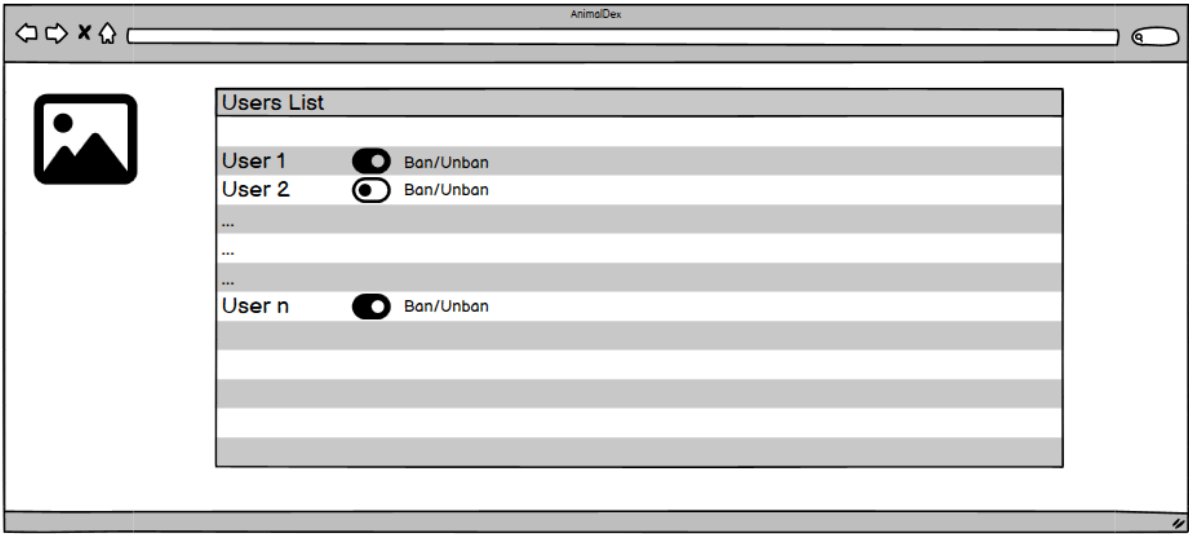 AnimalDex
Users List
User 1 Ban/Unban
User 2 Ban/Unban
...
...
...
User n Ban/Unban